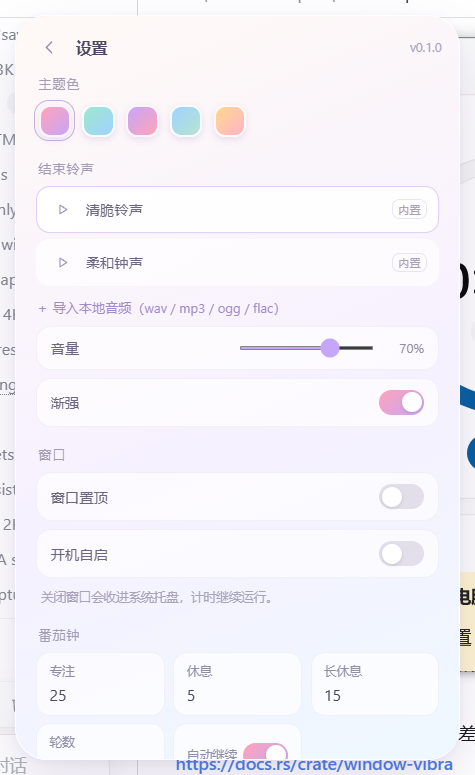 设置
v0.1.0
主题色
结束铃声
清脆铃声
内置
柔和钟声
内置
+ 导入本地音频（wav / mp3 / ogg / flac）
音量
70%
渐强
窗口
窗口置顶
开机自启
关闭窗口会收进系统托盘，计时继续运行。
番茄钟
专注
休息
长休息
25
5
15
轮数
自动继续
对话
差
https://docs.rs/crate/window-vibra